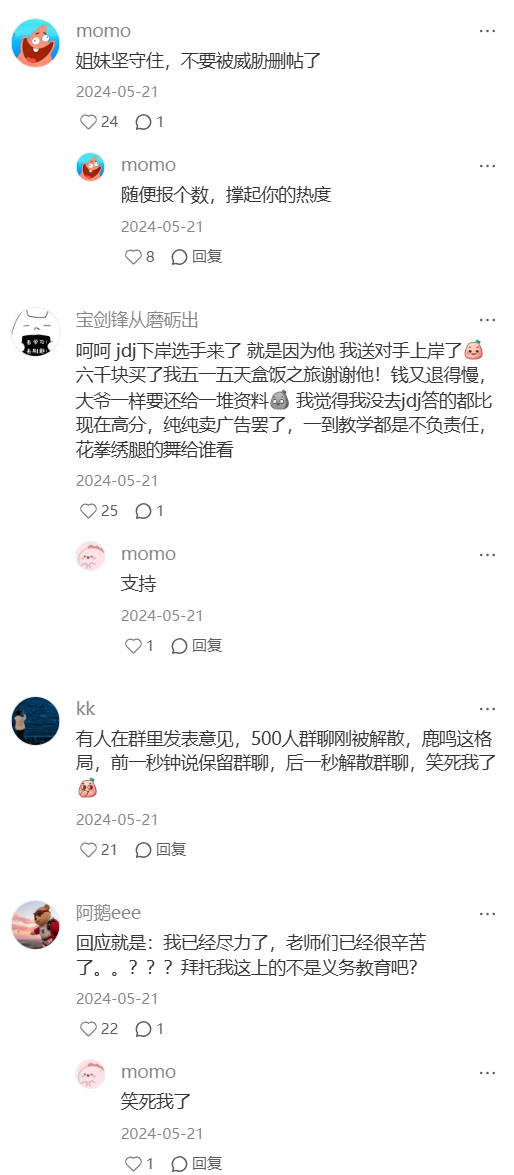 momo
姐妹坚守住，不要被威胁删帖了
2024-05-21
24 1
momo
随便报个数，撑起你的热度
2024-05-21
8 回复
宝剑锋从磨砺出
呵呵 jdj下岸选手来了 就是因为他 我送对手上岸了
六千块买了我五一五天盒饭之旅谢谢他！钱又退得慢，
大爷一样要还给一堆资料 我觉得我没去jdj答的都比
现在高分，纯纯卖广告罢了，一到教学都是不负责任，
花拳绣腿的舞给谁看
2024-05-21
25 1
momo
支持
2024-05-21
1 回复
kk
有人在群里发表意见，500人群聊刚被解散，鹿鸣这格
局，前一秒钟说保留群聊，后一秒解散群聊，笑死我了
2024-05-21
21 回复
阿鹅eee
回应就是：我已经尽力了，老师们已经很辛苦
了。。？？？拜托我这上的不是义务教育吧？
2024-05-21
22 1
momo
笑死我了
2024-05-21
1 回复